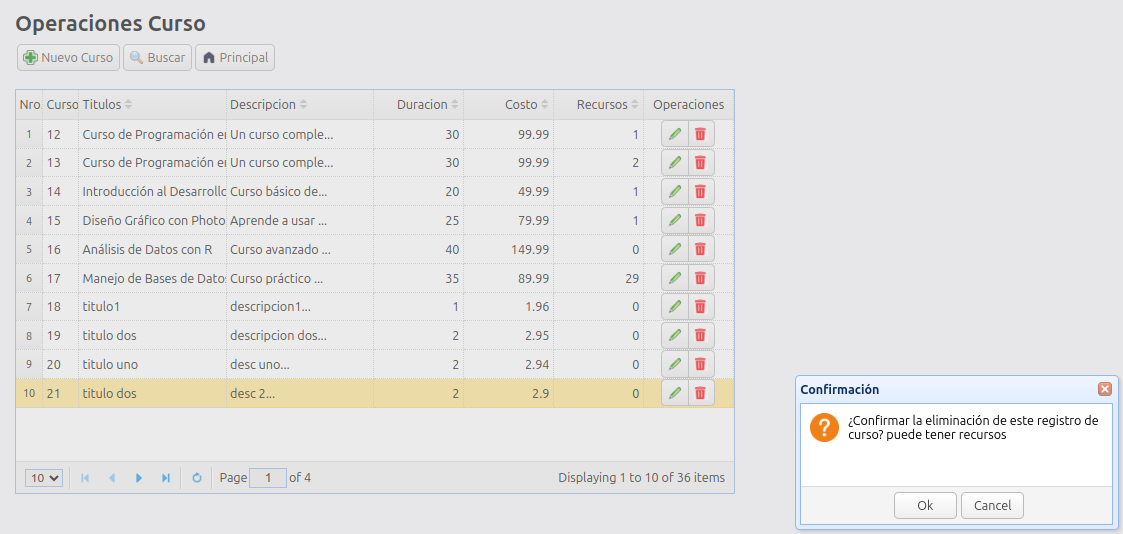 Operaciones Curso
Nuevo Curso Buscar Principal
Nro Curso Titulos Descripcion Duracion Costo Recursos Operaciones
1 12 Curso de Programación en Un curso comple... 30 99.99 1
2 13 Curso de Programación en Un curso comple... 30 99.99 2
3 14 Introducción al Desarrollo Curso básico de... 20 49.99 1
4 15 Diseño Gráfico con Photo Aprende a usar ... 25 79.99 1
5 16 Análisis de Datos con R Curso avanzado ... 40 149.99 0
6 17 Manejo de Bases de Datos Curso práctico ... 35 89.99 29
7 18 titulo1 descripcion1... 1 1.96 0
8 19 titulo dos descripcion dos... 2 2.95 0
9 20 titulo uno desc uno... 2 2.94 0
10 21 titulo dos desc 2... 2 2.9 0
10 Page 1 of 4 Displaying 1 to 10 of 36 items
Confirmación
¿Confirmar la eliminación de este registro de
curso? puede tener recursos
Ok Cancel